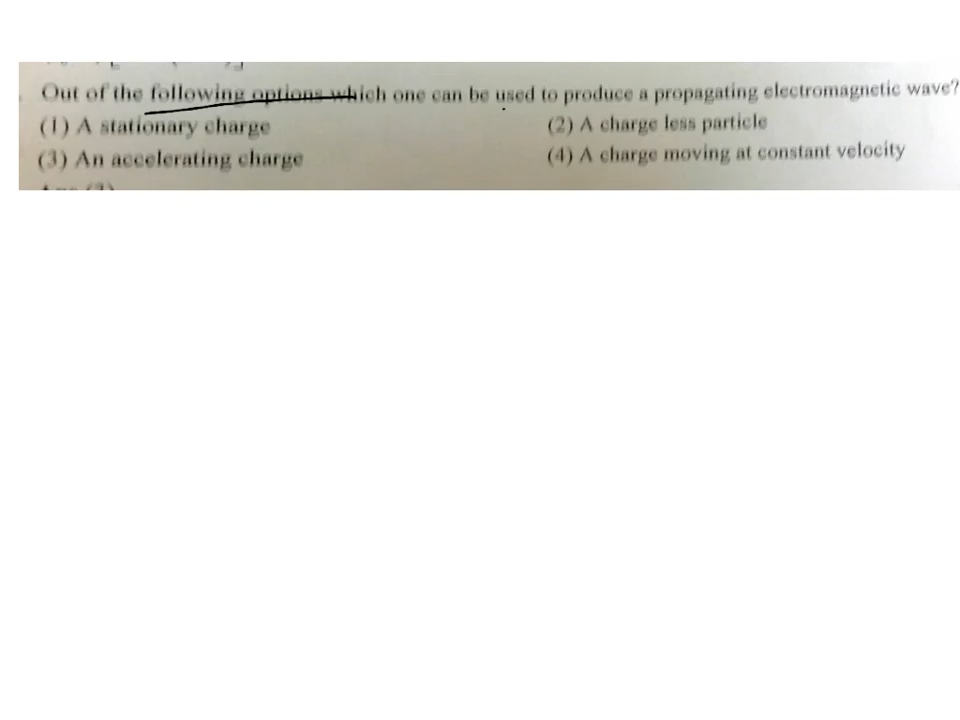 Out of the following options which one can be used to produce a propagating electromagnetic wave?
(1) A stationary charge (2) A charge less particle
(3) An accelerating charge (4) A charge moving at constant velocity